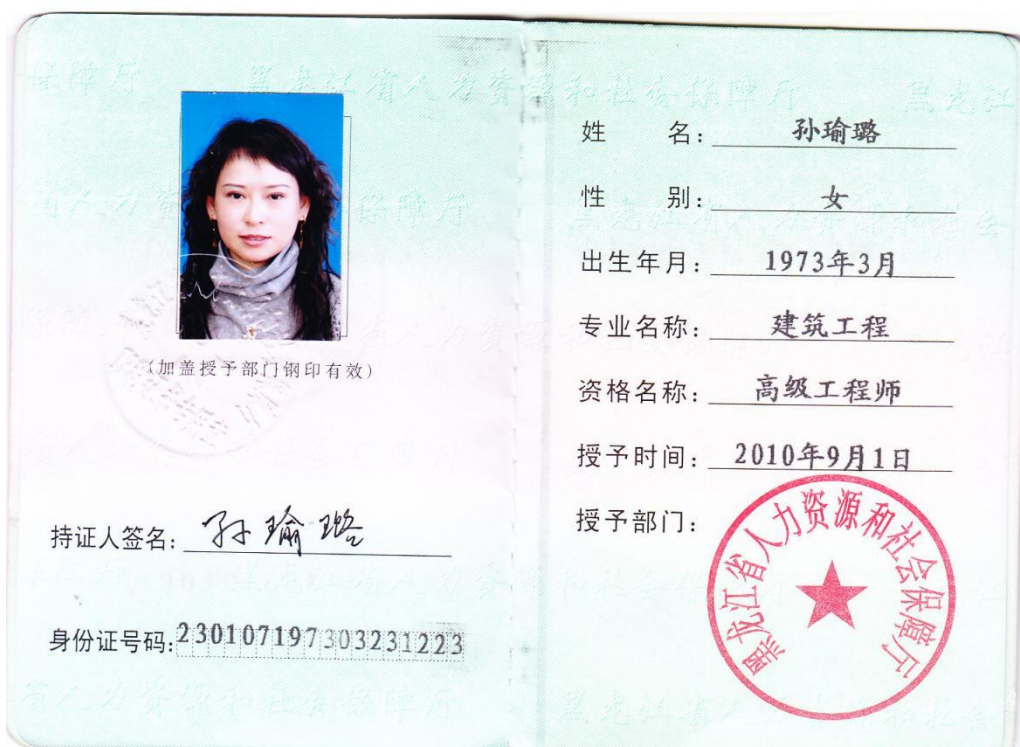 (加盖授予部门钢印有效)
持证人签名: 孙瑜璐
身份证号码: 230107197303231223
姓 名: 孙瑜璐
性 别: 女
出生年月: 1973年3月
专业名称: 建筑工程
资格名称: 高级工程师
授予时间: 2010年9月1日
授予部门:
黑龙江省人力资源和社会保障厅